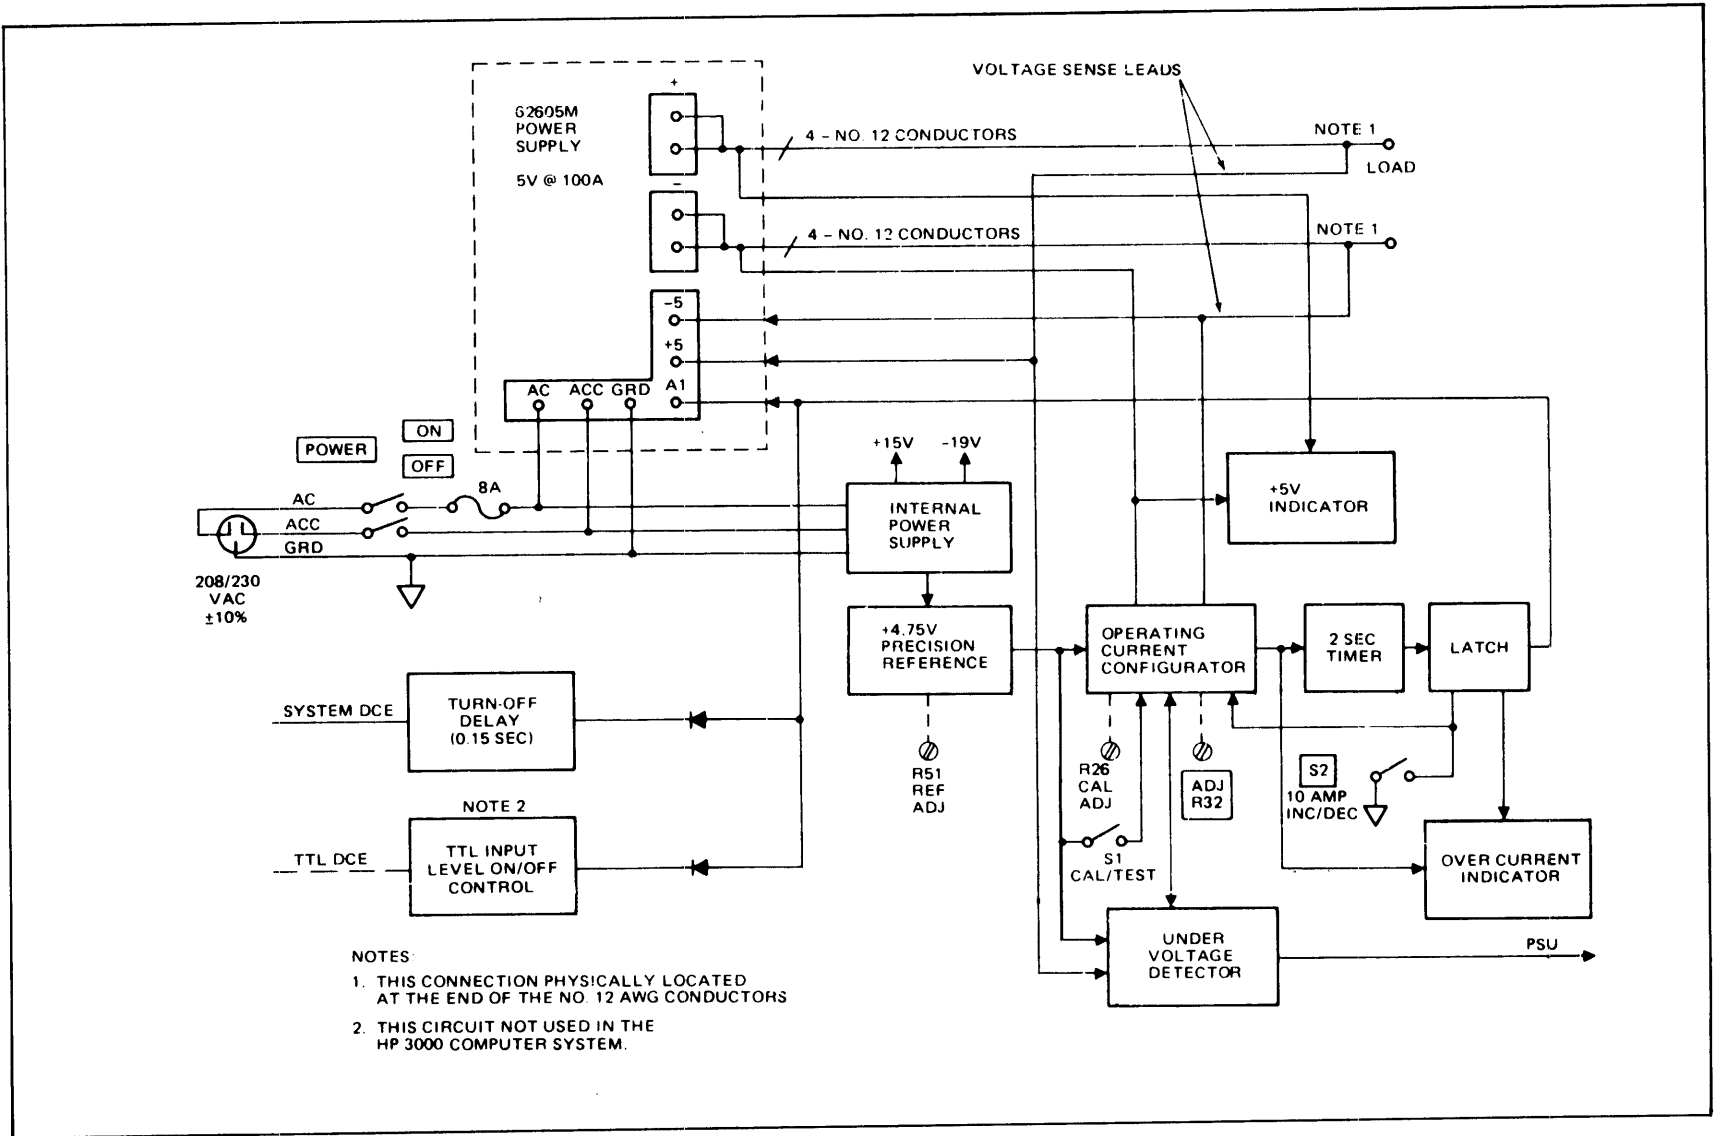 VOLTAGE SENSE LEADS
62605M
POWER
SUPPLY
5V @ 100A
+
4 – NO. 12 CONDUCTORS
NOTE 1
LOAD
–
4 – NO. 12 CONDUCTORS
NOTE 1
-5
+5
A1
AC ACC GRD
ON
POWER
OFF
8A
AC
ACC
GRD
208/230
VAC
±10%
+15V -19V
INTERNAL
POWER
SUPPLY
+5V
INDICATOR
+4.75V
PRECISION
REFERENCE
OPERATING
CURRENT
CONFIGURATOR
2 SEC
TIMER
LATCH
SYSTEM DCE
TURN-OFF
DELAY
(0.15 SEC)
R51
REF
ADJ
R26
CAL
ADJ
ADJ
R32
S2
10 AMP
INC/DEC
NOTE 2
TTL DCE
TTL INPUT
LEVEL ON/OFF
CONTROL
S1
CAL/TEST
OVER CURRENT
INDICATOR
UNDER
VOLTAGE
DETECTOR
PSU
NOTES:
1. THIS CONNECTION PHYSICALLY LOCATED
AT THE END OF THE NO. 12 AWG CONDUCTORS
2. THIS CIRCUIT NOT USED IN THE
HP 3000 COMPUTER SYSTEM.